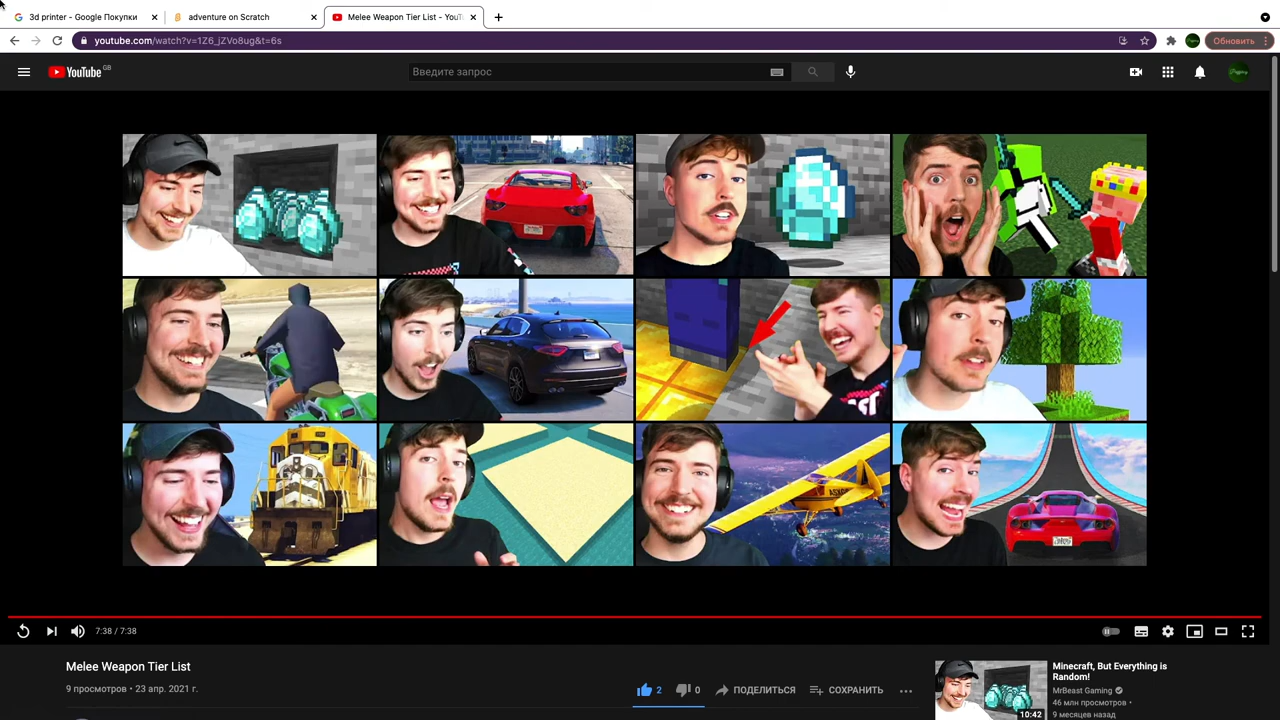 3d printer - Google Покупки
adventure on Scratch
Melee Weapon Tier List - YouT
youtube.com/watch?v=1Z6_jZVo8ug&t=6s
Обновить
YouTube GB
Введите запрос
7:38 / 7:38
Melee Weapon Tier List
9 просмотров • 23 апр. 2021 г.
2
0
ПОДЕЛИТЬСЯ
СОХРАНИТЬ
Minecraft, But Everything is
Random!
MrBeast Gaming
46 млн просмотров •
9 месяцев назад
10:42